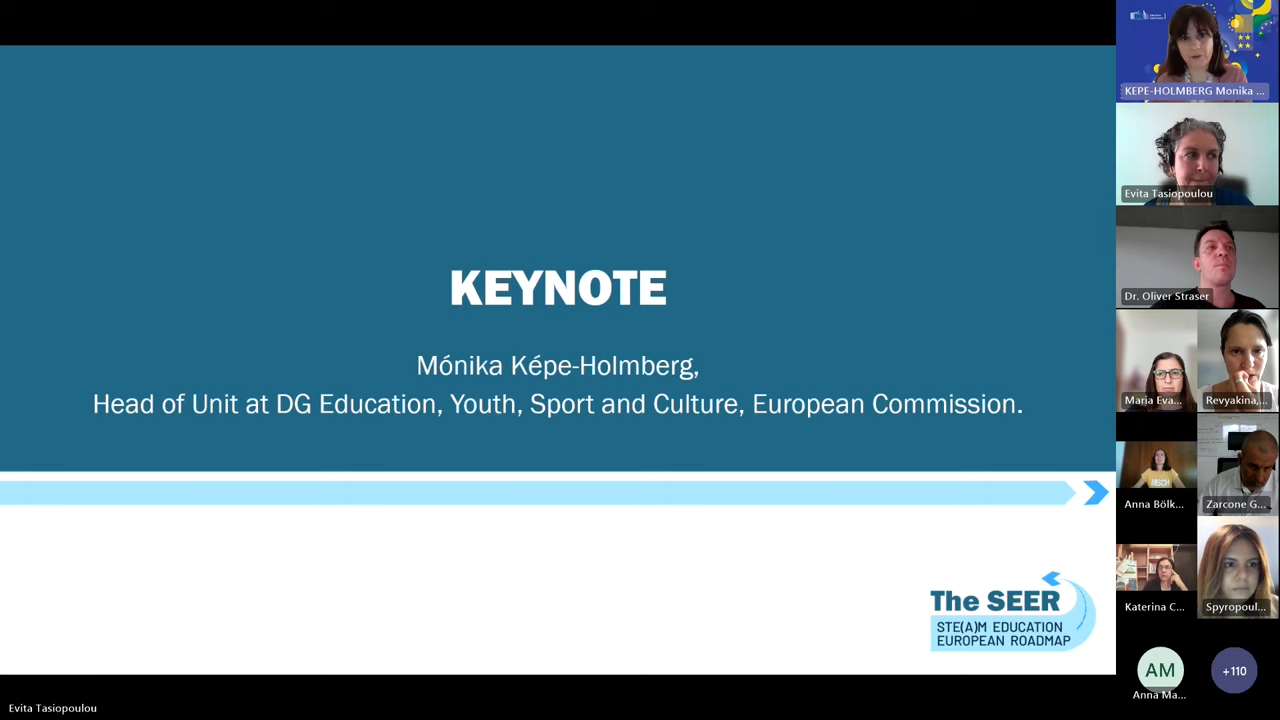 KEYNOTE
Mónika Képe-Holmberg,
Head of Unit at DG Education, Youth, Sport and Culture, European Commission.
The SEER
STE(A)M EDUCATION
EUROPEAN ROADMAP
Evita Tasiopoulou
KEPE-HOLMBERG Monika ...
Evita Tasiopoulou
Dr. Oliver Straser
Maria Eva...
Revyakina,...
Anna Bölk...
Zarcone G...
Katerina C...
Spyropoul...
AM
Anna Ma...
+110